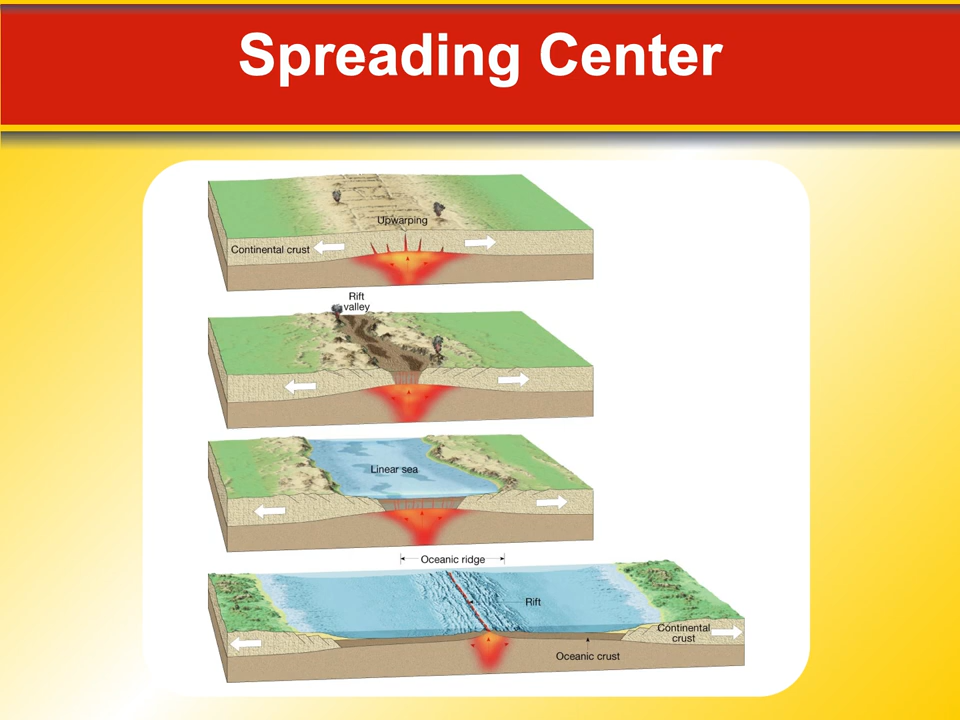 Spreading Center
Upwarping
Continental crust
Rift
valley
Linear sea
Oceanic ridge
Rift
Continental
crust
Oceanic crust